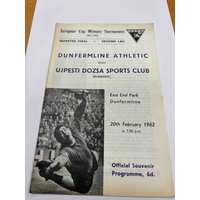 European Cup Winners Tournament
QUARTER FINAL - SECOND LEG
DUNFERMLINE ATHLETIC
UJPESTI DOZSA SPORTS CLUB
(BUDAPEST)
East End Park
Dunfermline
20th February 1962
at 7.30 p.m.
Official Souvenir
Programme, 6d.